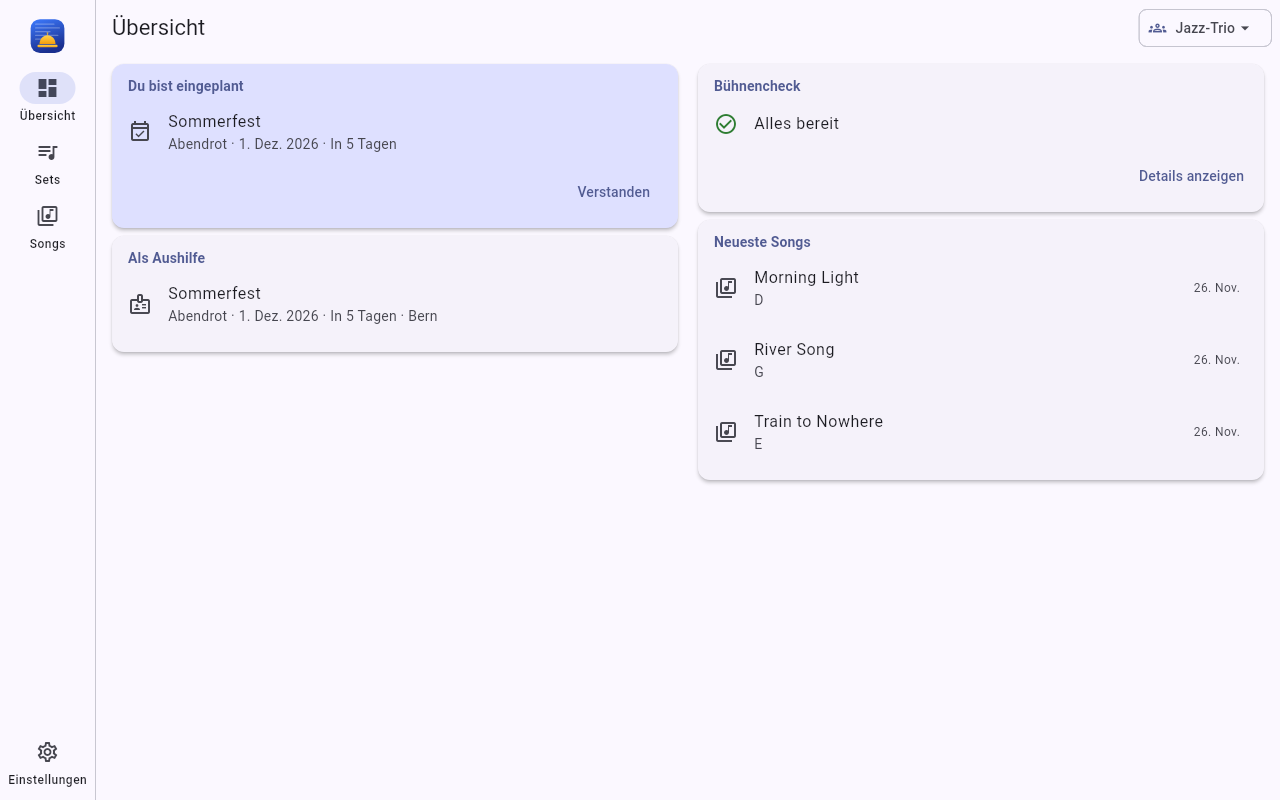 Übersicht
Jazz-Trio
Übersicht
Sets
Songs
Einstellungen
Du bist eingeplant
Sommerfest
Abendrot · 1. Dez. 2026 · In 5 Tagen
Verstanden
Als Aushilfe
Sommerfest
Abendrot · 1. Dez. 2026 · In 5 Tagen · Bern
Bühnencheck
Alles bereit
Details anzeigen
Neueste Songs
Morning Light
D
26. Nov.
River Song
G
26. Nov.
Train to Nowhere
E
26. Nov.